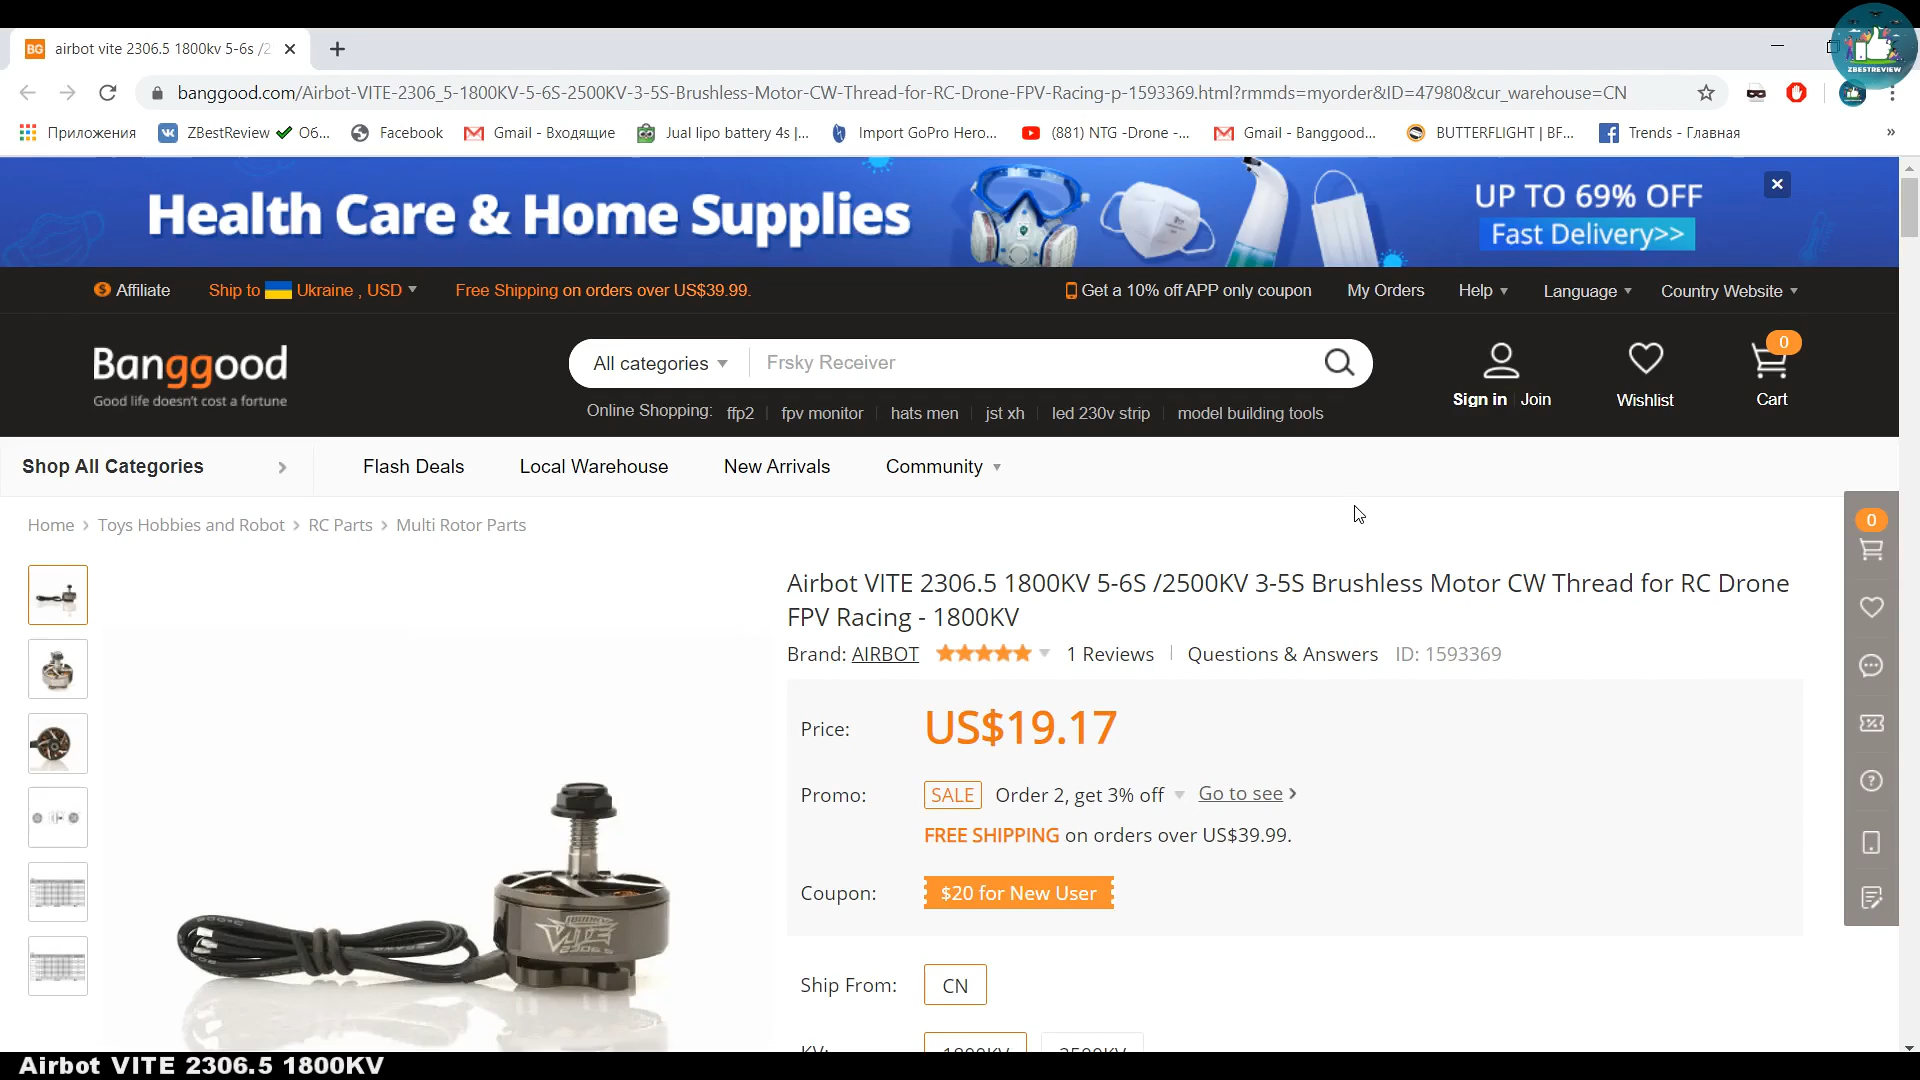 ZBESTREVIEW
BG airbot vite 2306.5 1800kv 5-6s /2
banggood.com/Airbot-VITE-2306_5-1800KV-5-6S-2500KV-3-5S-Brushless-Motor-CW-Thread-for-RC-Drone-FPV-Racing-p-1593369.html?rmmds=myorder&ID=47980&cur_warehouse=CN
Приложения ZBestReview ✔ Об... Facebook Gmail - Входящие Jual lipo battery 4s |... Import GoPro Hero... (881) NTG -Drone -... Gmail - Banggood... BUTTERFLIGHT | BF... Trends - Главная »
Health Care & Home Supplies
UP TO 69% OFF
Fast Delivery>>
Affiliate Ship to Ukraine , USD Free Shipping on orders over US$39.99. Get a 10% off APP only coupon My Orders Help Language Country Website
Banggood
Good life doesn't cost a fortune
All categories Frsky Receiver
Online Shopping: ffp2 fpv monitor hats men jst xh led 230v strip model building tools
Sign in Join
Wishlist
0
Cart
Shop All Categories Flash Deals Local Warehouse New Arrivals Community
Home › Toys Hobbies and Robot › RC Parts › Multi Rotor Parts
0
Airbot VITE 2306.5 1800KV 5-6S /2500KV 3-5S Brushless Motor CW Thread for RC Drone
FPV Racing - 1800KV
Brand: AIRBOT 1 Reviews Questions & Answers ID: 1593369
Price: US$19.17
Promo: SALE Order 2, get 3% off Go to see ›
FREE SHIPPING on orders over US$39.99.
Coupon: $20 for New User
Ship From: CN
KV: 1800KV 2500KV
1800KV
VITE
2306.5
Airbot VITE 2306.5 1800KV